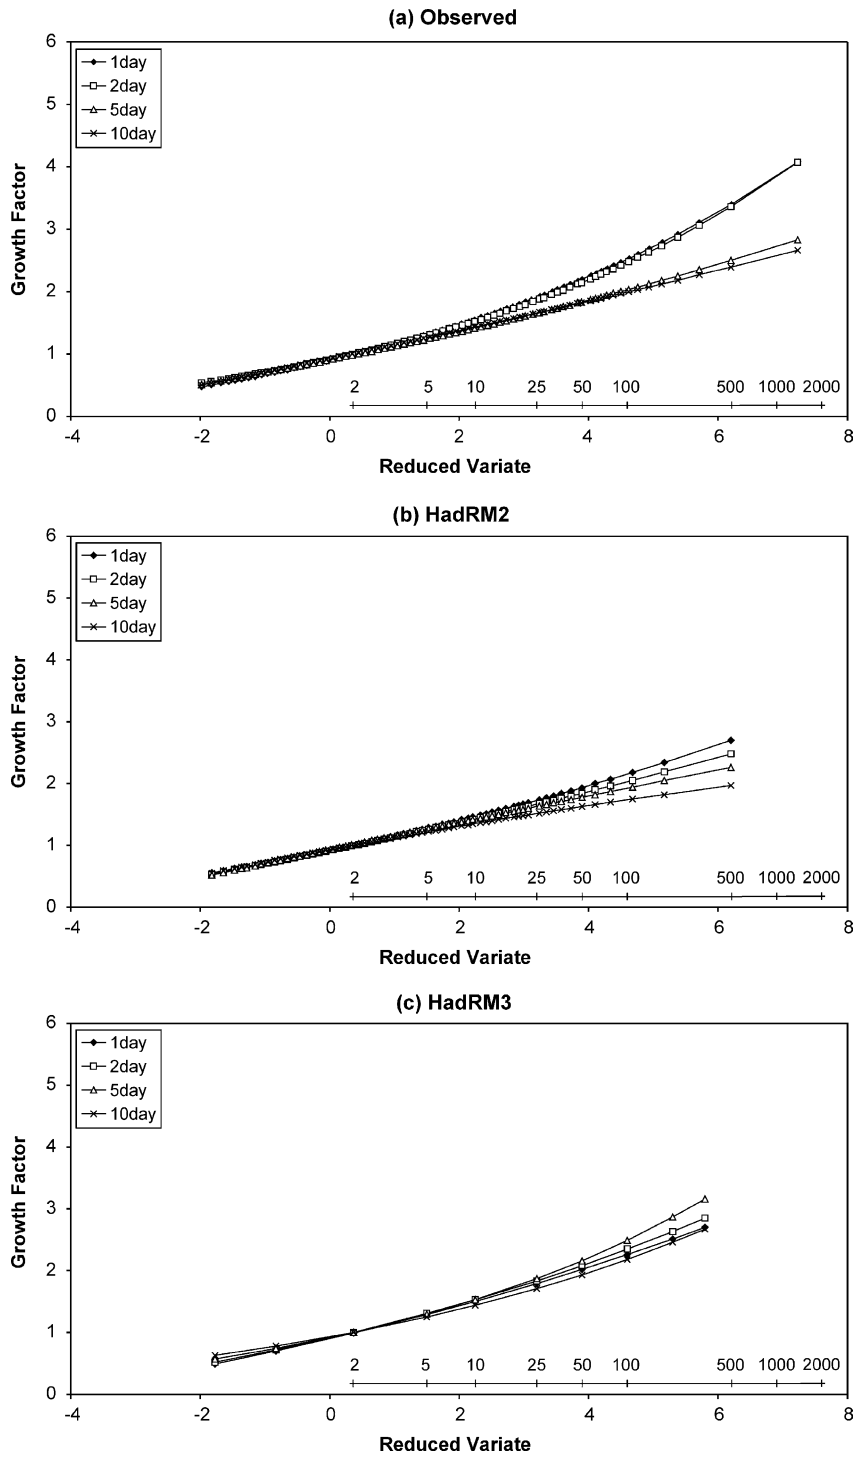 (a) Observed
6
1day
2day
5day
10day
5
4
3
2
1
0
Growth Factor
2 5 10 25 50 100 500 1000 2000
-4 -2 0 2 4 6 8
Reduced Variate
(b) HadRM2
6
1day
2day
5day
10day
5
4
3
2
1
0
Growth Factor
2 5 10 25 50 100 500 1000 2000
-4 -2 0 2 4 6 8
Reduced Variate
(c) HadRM3
6
1day
2day
5day
10day
5
4
3
2
1
0
Growth Factor
2 5 10 25 50 100 500 1000 2000
-4 -2 0 2 4 6 8
Reduced Variate